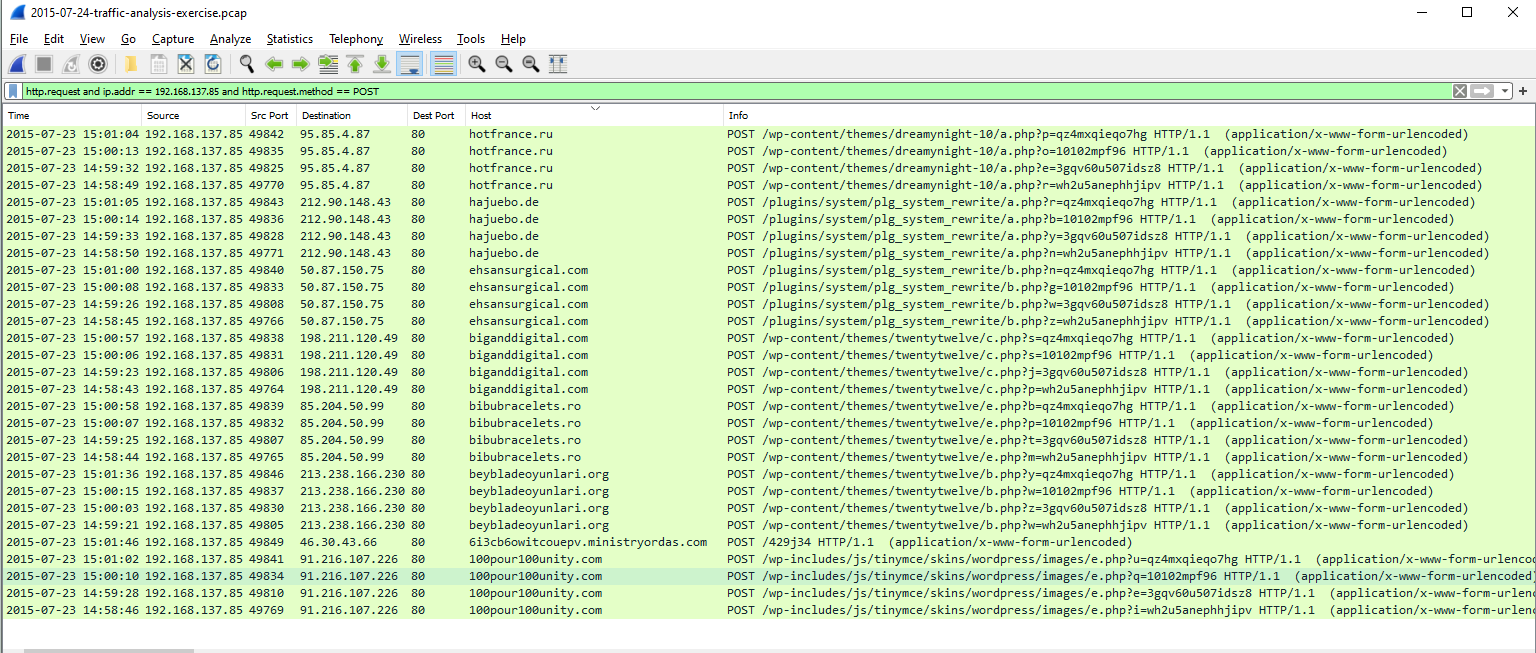 2015-07-24-traffic-analysis-exercise.pcap
File Edit View Go Capture Analyze Statistics Telephony Wireless Tools Help
http.request and ip.addr == 192.168.137.85 and http.request.method == POST
Time Source Src Port Destination Dest Port Host Info
2015-07-23 15:01:04 192.168.137.85 49842 95.85.4.87 80 hotfrance.ru POST /wp-content/themes/dreamynight-10/a.php?p=qz4mxqieqo7hg HTTP/1.1 (application/x-www-form-urlencoded)
2015-07-23 15:00:13 192.168.137.85 49835 95.85.4.87 80 hotfrance.ru POST /wp-content/themes/dreamynight-10/a.php?o=10102mpf96 HTTP/1.1 (application/x-www-form-urlencoded)
2015-07-23 14:59:32 192.168.137.85 49825 95.85.4.87 80 hotfrance.ru POST /wp-content/themes/dreamynight-10/a.php?e=3gqv60u507idsz8 HTTP/1.1 (application/x-www-form-urlencoded)
2015-07-23 14:58:49 192.168.137.85 49770 95.85.4.87 80 hotfrance.ru POST /wp-content/themes/dreamynight-10/a.php?r=wh2u5anephhjipv HTTP/1.1 (application/x-www-form-urlencoded)
2015-07-23 15:01:05 192.168.137.85 49843 212.90.148.43 80 hajuebo.de POST /plugins/system/plg_system_rewrite/a.php?r=qz4mxqieqo7hg HTTP/1.1 (application/x-www-form-urlencoded)
2015-07-23 15:00:14 192.168.137.85 49836 212.90.148.43 80 hajuebo.de POST /plugins/system/plg_system_rewrite/a.php?b=10102mpf96 HTTP/1.1 (application/x-www-form-urlencoded)
2015-07-23 14:59:33 192.168.137.85 49828 212.90.148.43 80 hajuebo.de POST /plugins/system/plg_system_rewrite/a.php?y=3gqv60u507idsz8 HTTP/1.1 (application/x-www-form-urlencoded)
2015-07-23 14:58:50 192.168.137.85 49771 212.90.148.43 80 hajuebo.de POST /plugins/system/plg_system_rewrite/a.php?n=wh2u5anephhjipv HTTP/1.1 (application/x-www-form-urlencoded)
2015-07-23 15:01:00 192.168.137.85 49840 50.87.150.75 80 ehsansurgical.com POST /plugins/system/plg_system_rewrite/b.php?n=qz4mxqieqo7hg HTTP/1.1 (application/x-www-form-urlencoded)
2015-07-23 15:00:08 192.168.137.85 49833 50.87.150.75 80 ehsansurgical.com POST /plugins/system/plg_system_rewrite/b.php?g=10102mpf96 HTTP/1.1 (application/x-www-form-urlencoded)
2015-07-23 14:59:26 192.168.137.85 49808 50.87.150.75 80 ehsansurgical.com POST /plugins/system/plg_system_rewrite/b.php?w=3gqv60u507idsz8 HTTP/1.1 (application/x-www-form-urlencoded)
2015-07-23 14:58:45 192.168.137.85 49766 50.87.150.75 80 ehsansurgical.com POST /plugins/system/plg_system_rewrite/b.php?z=wh2u5anephhjipv HTTP/1.1 (application/x-www-form-urlencoded)
2015-07-23 15:00:57 192.168.137.85 49838 198.211.120.49 80 biganddigital.com POST /wp-content/themes/twentytwelve/c.php?s=qz4mxqieqo7hg HTTP/1.1 (application/x-www-form-urlencoded)
2015-07-23 15:00:06 192.168.137.85 49831 198.211.120.49 80 biganddigital.com POST /wp-content/themes/twentytwelve/c.php?s=10102mpf96 HTTP/1.1 (application/x-www-form-urlencoded)
2015-07-23 14:59:23 192.168.137.85 49806 198.211.120.49 80 biganddigital.com POST /wp-content/themes/twentytwelve/c.php?j=3gqv60u507idsz8 HTTP/1.1 (application/x-www-form-urlencoded)
2015-07-23 14:58:43 192.168.137.85 49764 198.211.120.49 80 biganddigital.com POST /wp-content/themes/twentytwelve/c.php?p=wh2u5anephhjipv HTTP/1.1 (application/x-www-form-urlencoded)
2015-07-23 15:00:58 192.168.137.85 49839 85.204.50.99 80 bibubracelets.ro POST /wp-content/themes/twentytwelve/e.php?b=qz4mxqieqo7hg HTTP/1.1 (application/x-www-form-urlencoded)
2015-07-23 15:00:07 192.168.137.85 49832 85.204.50.99 80 bibubracelets.ro POST /wp-content/themes/twentytwelve/e.php?p=10102mpf96 HTTP/1.1 (application/x-www-form-urlencoded)
2015-07-23 14:59:25 192.168.137.85 49807 85.204.50.99 80 bibubracelets.ro POST /wp-content/themes/twentytwelve/e.php?t=3gqv60u507idsz8 HTTP/1.1 (application/x-www-form-urlencoded)
2015-07-23 14:58:44 192.168.137.85 49765 85.204.50.99 80 bibubracelets.ro POST /wp-content/themes/twentytwelve/e.php?m=wh2u5anephhjipv HTTP/1.1 (application/x-www-form-urlencoded)
2015-07-23 15:01:36 192.168.137.85 49846 213.238.166.230 80 beybladeoyunlari.org POST /wp-content/themes/twentytwelve/b.php?y=qz4mxqieqo7hg HTTP/1.1 (application/x-www-form-urlencoded)
2015-07-23 15:00:15 192.168.137.85 49837 213.238.166.230 80 beybladeoyunlari.org POST /wp-content/themes/twentytwelve/b.php?w=10102mpf96 HTTP/1.1 (application/x-www-form-urlencoded)
2015-07-23 15:00:03 192.168.137.85 49830 213.238.166.230 80 beybladeoyunlari.org POST /wp-content/themes/twentytwelve/b.php?z=3gqv60u507idsz8 HTTP/1.1 (application/x-www-form-urlencoded)
2015-07-23 14:59:21 192.168.137.85 49805 213.238.166.230 80 beybladeoyunlari.org POST /wp-content/themes/twentytwelve/b.php?w=wh2u5anephhjipv HTTP/1.1 (application/x-www-form-urlencoded)
2015-07-23 15:01:46 192.168.137.85 49849 46.30.43.66 80 6i3cb6owitcouepv.ministryordas.com POST /429j34 HTTP/1.1 (application/x-www-form-urlencoded)
2015-07-23 15:01:02 192.168.137.85 49841 91.216.107.226 80 100pour100unity.com POST /wp-includes/js/tinymce/skins/wordpress/images/e.php?u=qz4mxqieqo7hg HTTP/1.1 (application/x-www-form-urlenco
2015-07-23 15:00:10 192.168.137.85 49834 91.216.107.226 80 100pour100unity.com POST /wp-includes/js/tinymce/skins/wordpress/images/e.php?q=10102mpf96 HTTP/1.1 (application/x-www-form-urlencoded
2015-07-23 14:59:28 192.168.137.85 49810 91.216.107.226 80 100pour100unity.com POST /wp-includes/js/tinymce/skins/wordpress/images/e.php?e=3gqv60u507idsz8 HTTP/1.1 (application/x-www-form-urlen
2015-07-23 14:58:46 192.168.137.85 49769 91.216.107.226 80 100pour100unity.com POST /wp-includes/js/tinymce/skins/wordpress/images/e.php?i=wh2u5anephhjipv HTTP/1.1 (application/x-www-form-urlen